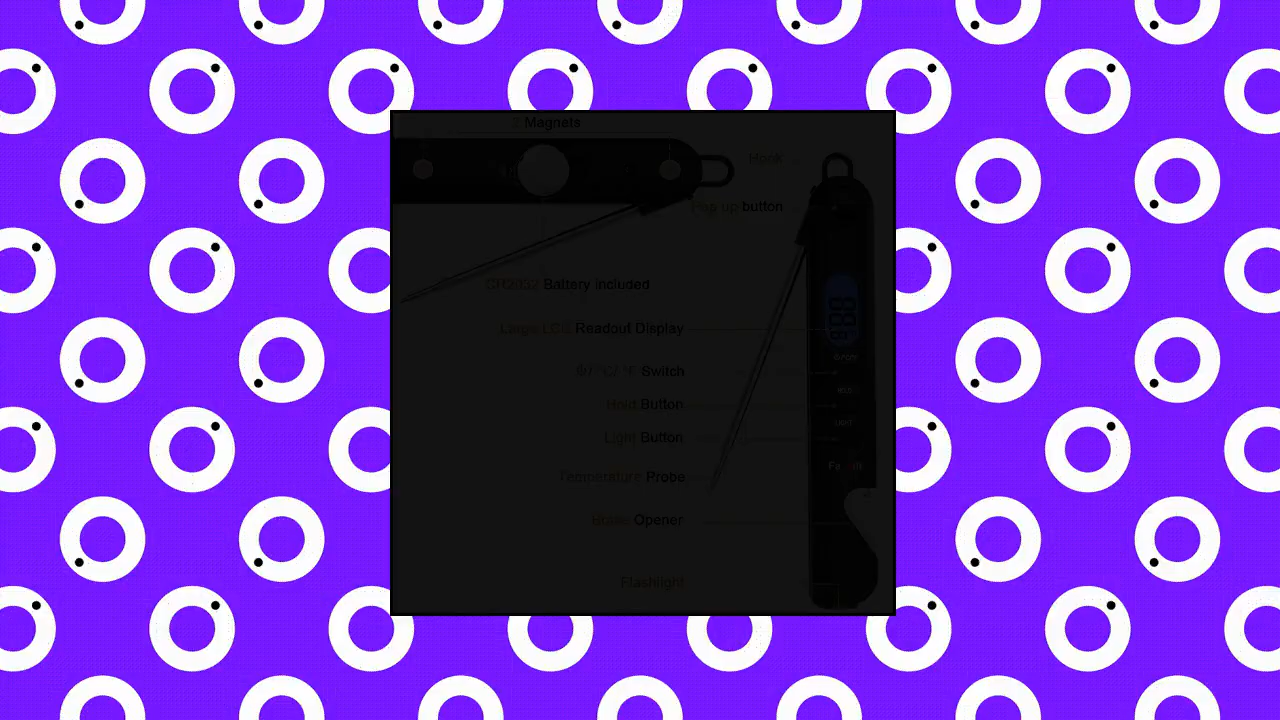 2 Magnets
Hook
Pop up button
CR2032 Battery included
Large LCD Readout Display
Switch
Hold Button
Light Button
Temperature Probe
Bottle Opener
Flashlight